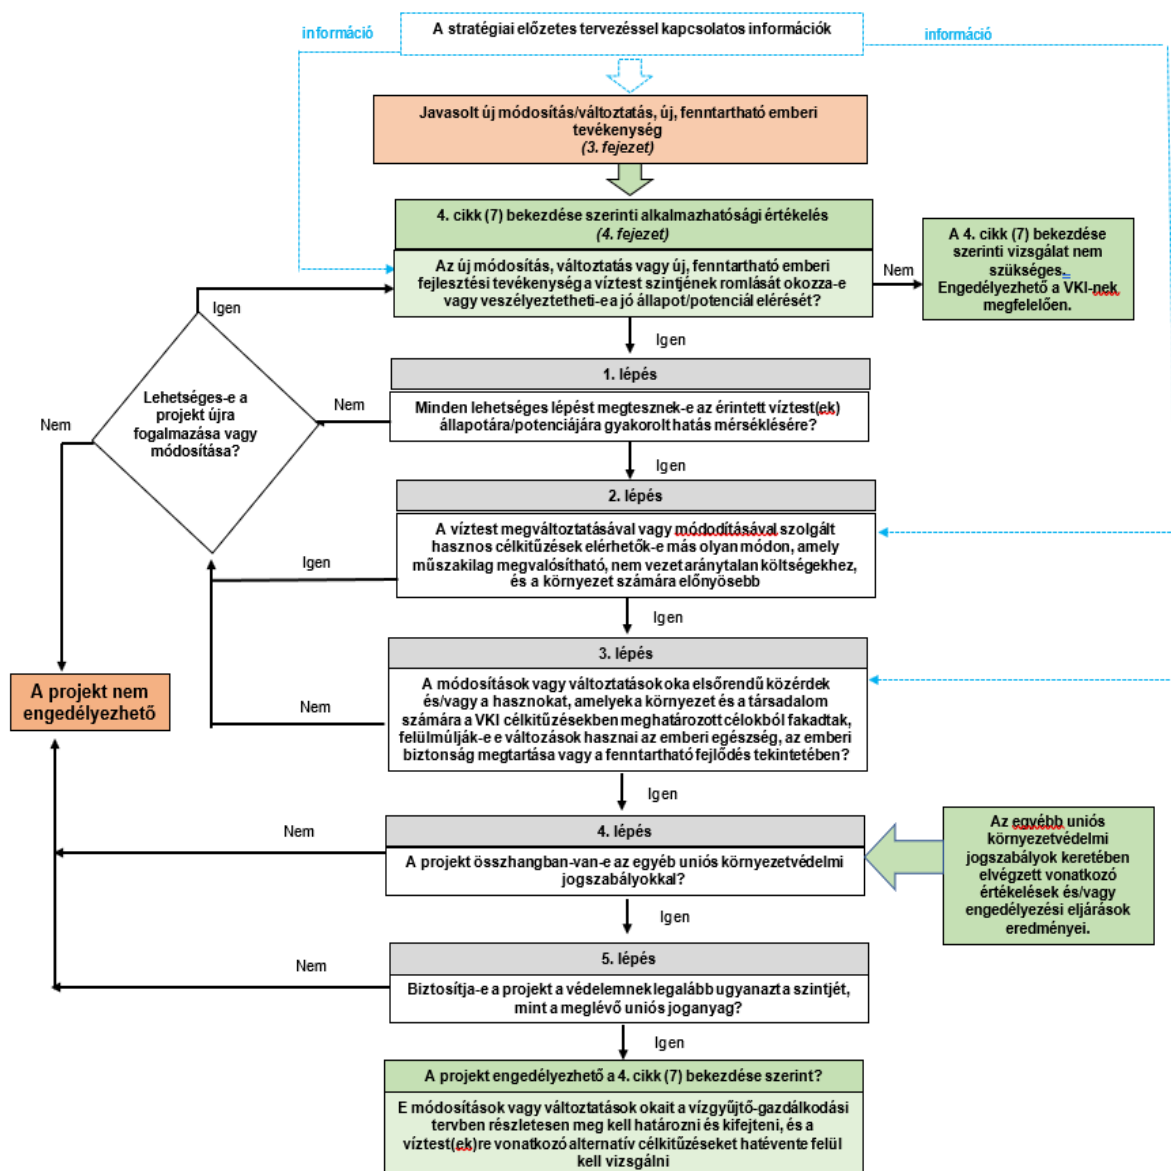 információ
A stratégiai előzetes tervezéssel kapcsolatos információk
információ
Javasolt új módosítás/változtatás, új, fenntartható emberi
tevékenység
(3. fejezet)
4. cikk (7) bekezdése szerinti alkalmazhatósági értékelés
(4. fejezet)
Az új módosítás, változtatás vagy új, fenntartható emberi
fejlesztési tevékenység a víztest szintjének romlását okozza-e
vagy veszélyeztetheti-e a jó állapot/potenciál elérését?
Nem
A 4. cikk (7) bekezdése
szerinti vizsgálat nem
szükséges.
Engedélyezhető a VKI-nek
megfelelően.
Igen
Igen
1. lépés
Minden lehetséges lépést megtesznek-e az érintett víztest(ek)
állapotára/potenciájára gyakorolt hatás mérséklésére?
Nem
Lehetséges-e a
projekt újra
fogalmazása vagy
módosítása?
Nem
Igen
2. lépés
A víztest megváltoztatásával vagy módodításával szolgált
hasznos célkitűzések elérhetők-e más olyan módon, amely
műszakilag megvalósítható, nem vezet aránytalan költségekhez,
és a környezet számára előnyösebb
Igen
Igen
3. lépés
A módosítások vagy változtatások oka elsőrendű közérdek
és/vagy a hasznokat, amelyek a környezet és a társadalom
számára a VKI célkitűzésekben meghatározott célokból fakadtak,
felülmúlják-e e változások hasznai az emberi egészség, az emberi
biztonság megtartása vagy a fenntartható fejlődés tekintetében?
Nem
A projekt nem
engedélyezhető
Igen
4. lépés
A projekt összhangban-van-e az egyéb uniós környezetvédelmi
jogszabályokkal?
Nem
Az egyébb uniós
környezetvédelmi
jogszabályok keretében
elvégzett vonatkozó
értékelések és/vagy
engedélyezési eljárások
eredményei.
Igen
5. lépés
Biztosítja-e a projekt a védelemnek legalább ugyanazt a szintjét,
mint a meglévő uniós joganyag?
Nem
Igen
A projekt engedélyezhető a 4. cikk (7) bekezdése szerint?
E módosítások vagy változtatások okait a vízgyűjtő-gazdálkodási
tervben részletesen meg kell határozni és kifejteni, és a
víztest(ek)re vonatkozó alternatív célkitűzéseket hatévente felül
kell vizsgálni